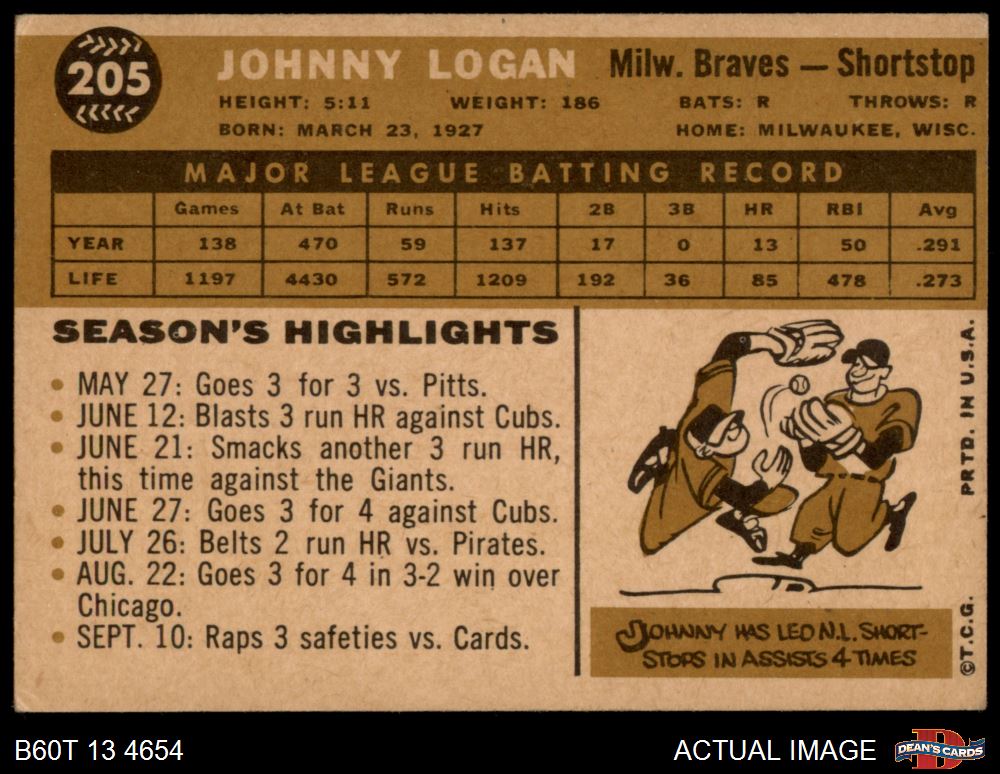 205
JOHNNY LOGAN Milw. Braves — Shortstop
HEIGHT: 5:11 WEIGHT: 186 BATS: R THROWS: R
BORN: MARCH 23, 1927 HOME: MILWAUKEE, WISC.
MAJOR LEAGUE BATTING RECORD
Games At Bat Runs Hits 2B 3B HR RBI Avg
YEAR 138 470 59 137 17 0 13 50 .291
LIFE 1197 4430 572 1209 192 36 85 478 .273
SEASON'S HIGHLIGHTS
• MAY 27: Goes 3 for 3 vs. Pitts.
• JUNE 12: Blasts 3 run HR against Cubs.
• JUNE 21: Smacks another 3 run HR,
this time against the Giants.
• JUNE 27: Goes 3 for 4 against Cubs.
• JULY 26: Belts 2 run HR vs. Pirates.
• AUG. 22: Goes 3 for 4 in 3-2 win over
Chicago.
• SEPT. 10: Raps 3 safeties vs. Cards.
JOHNNY HAS LED N.L. SHORT-
STOPS IN ASSISTS 4 TIMES
©T.C.G. PRTD. IN U.S.A.
B60T 13 4654 ACTUAL IMAGE
D
DEAN'S CARDS